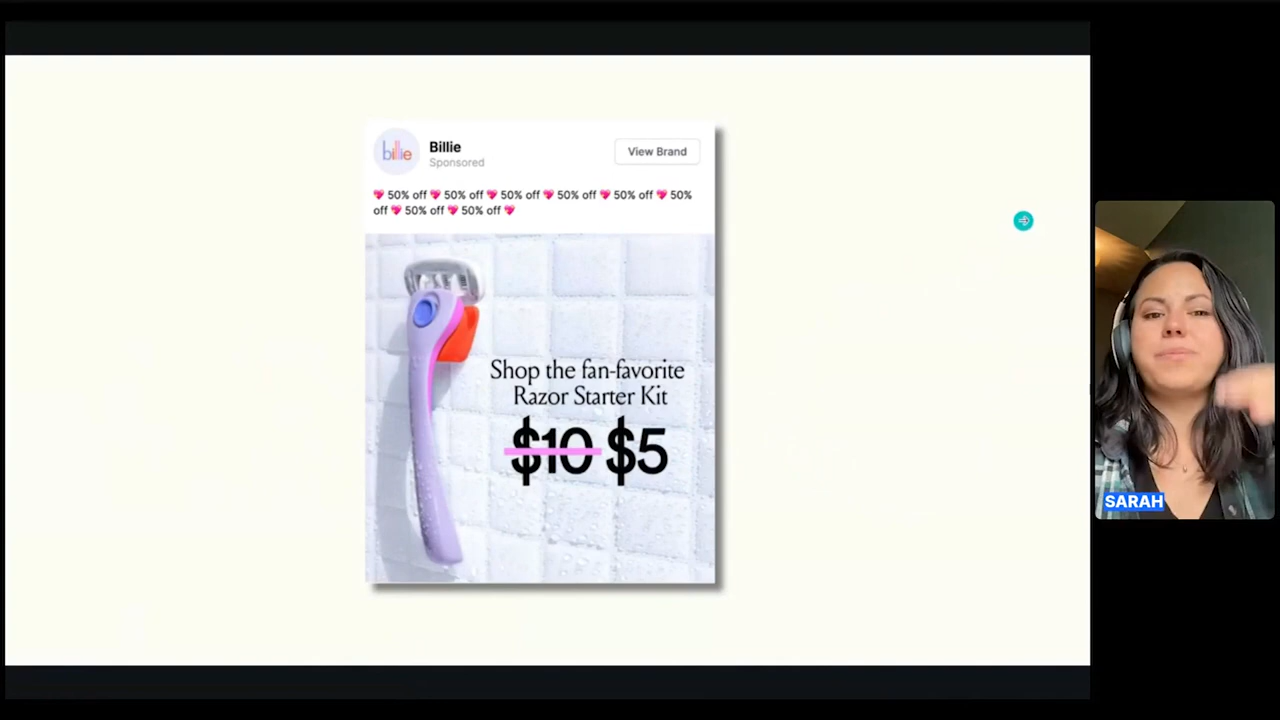 billie
Billie
Sponsored
View Brand
💖 50% off 💖 50% off 💖 50% off 💖 50% off 💖 50% off 💖 50%
off 💖 50% off 💖 50% off 💖
Shop the fan-favorite
Razor Starter Kit
$10 $5
SARAH